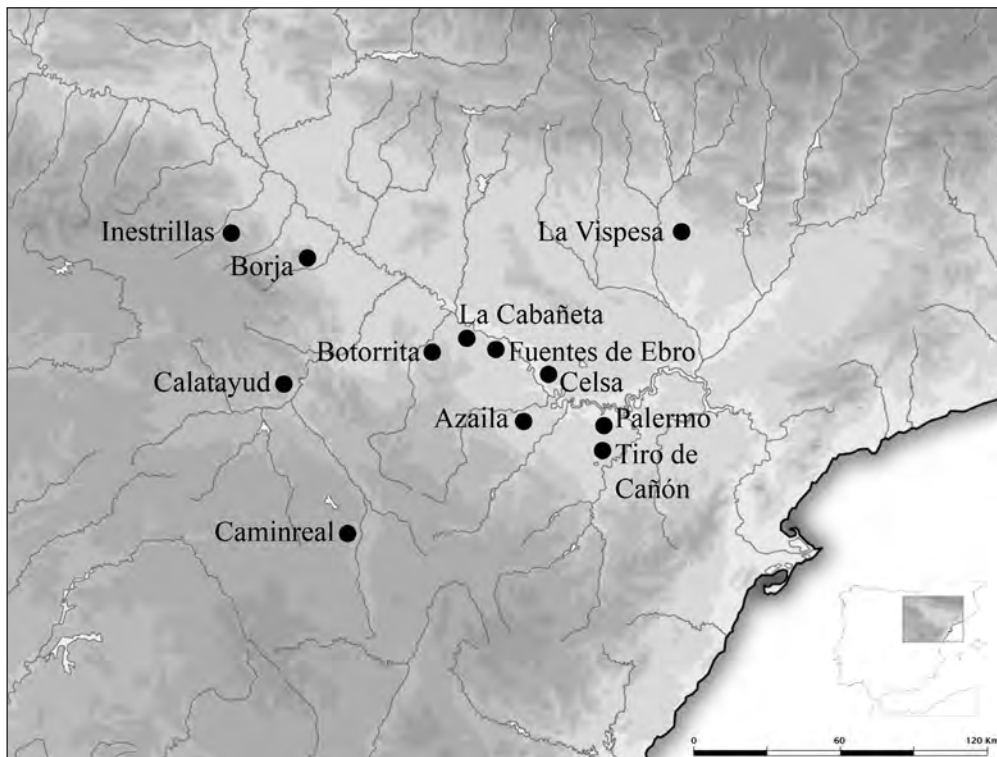 Inestrillas
La Vispesa
Borja
La Cabañeta
Botorrita
Fuentes de Ebro
Calatayud
Celsa
Azaila
Palermo
Tiro de
Cañón
Caminreal
0
60
120 Km